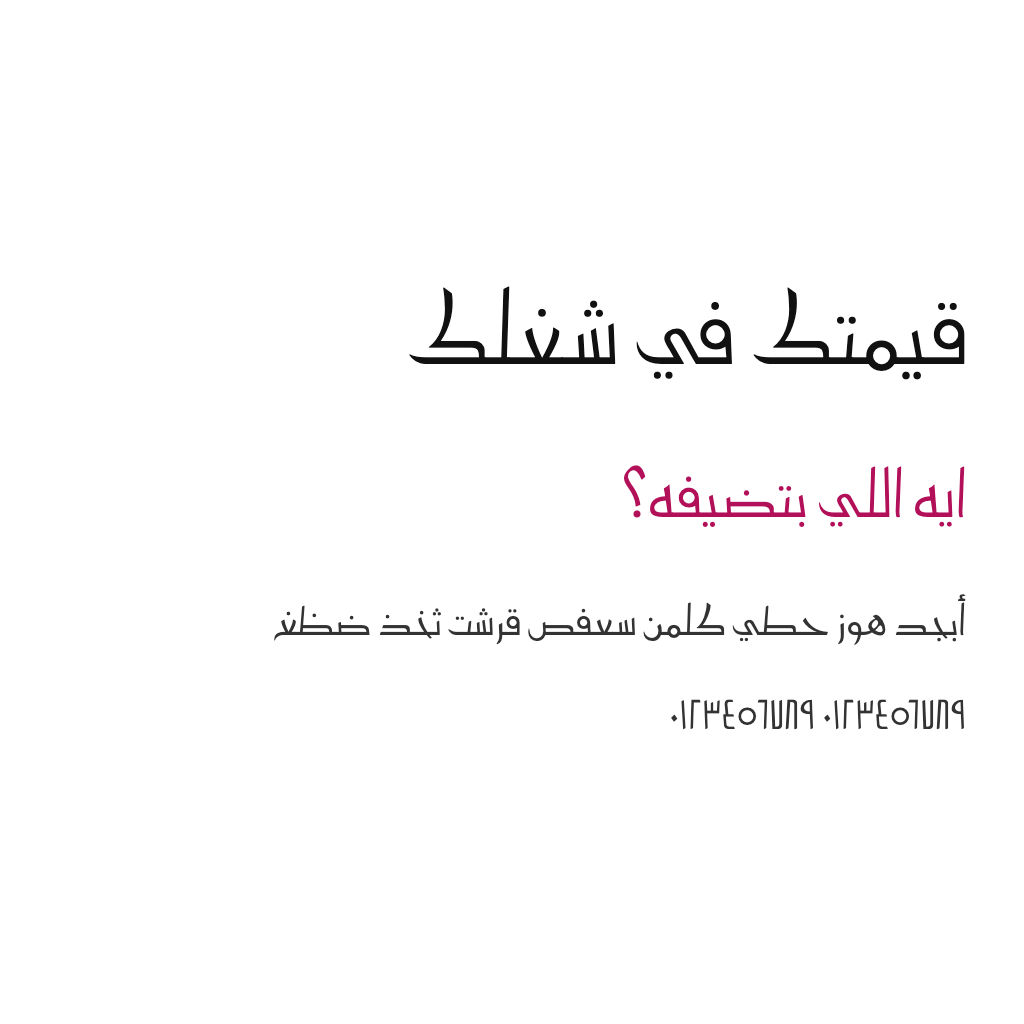 قيمتك في شغلك
ايه اللي بتضيفه؟
أبجد هوز حطي كلمن سعفص قرشت ثخذ ضظغ
٠١٢٣٤٥٦٧٨٩ ٠١٢٣٤٥٦٧٨٩